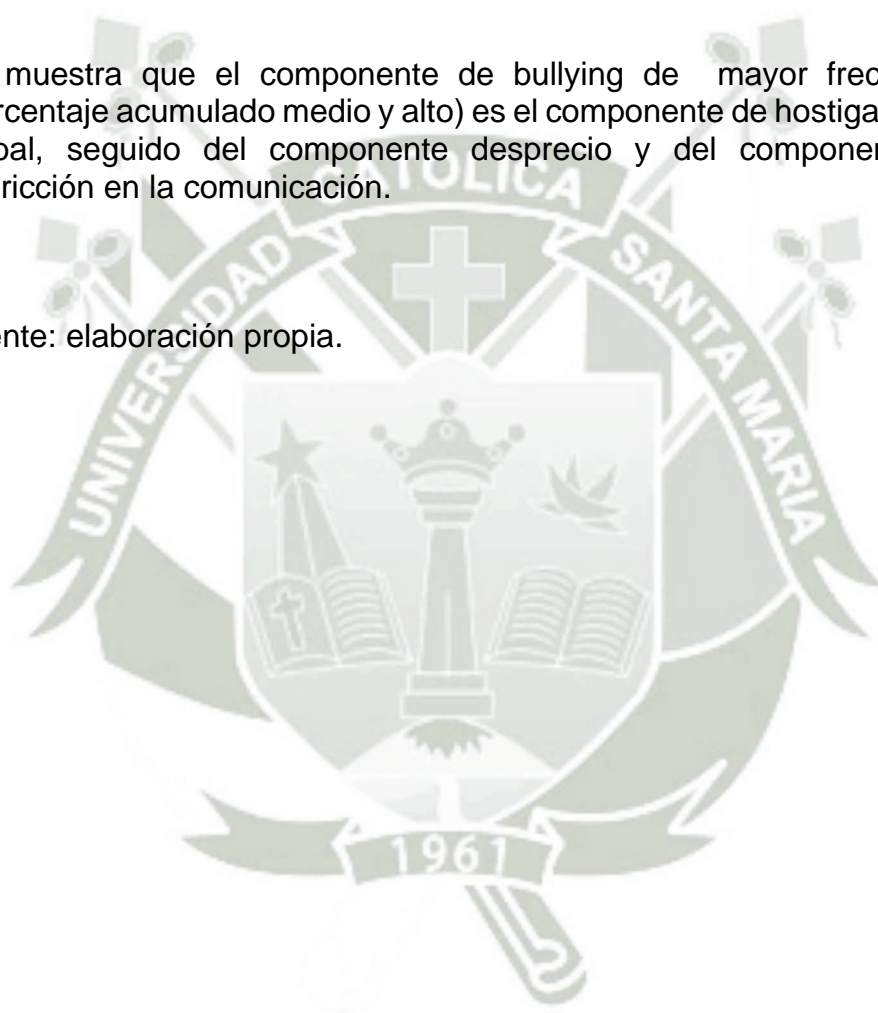 muestra que el componente de bullying de mayor frec
rcentaje acumulado medio y alto) es el componente de hostiga
bal, seguido del componente desprecio y del compone
ricción en la comunicación.
ente: elaboración propia.
UNIVERSIDAD CATOLICA SANTA MARIA
1961